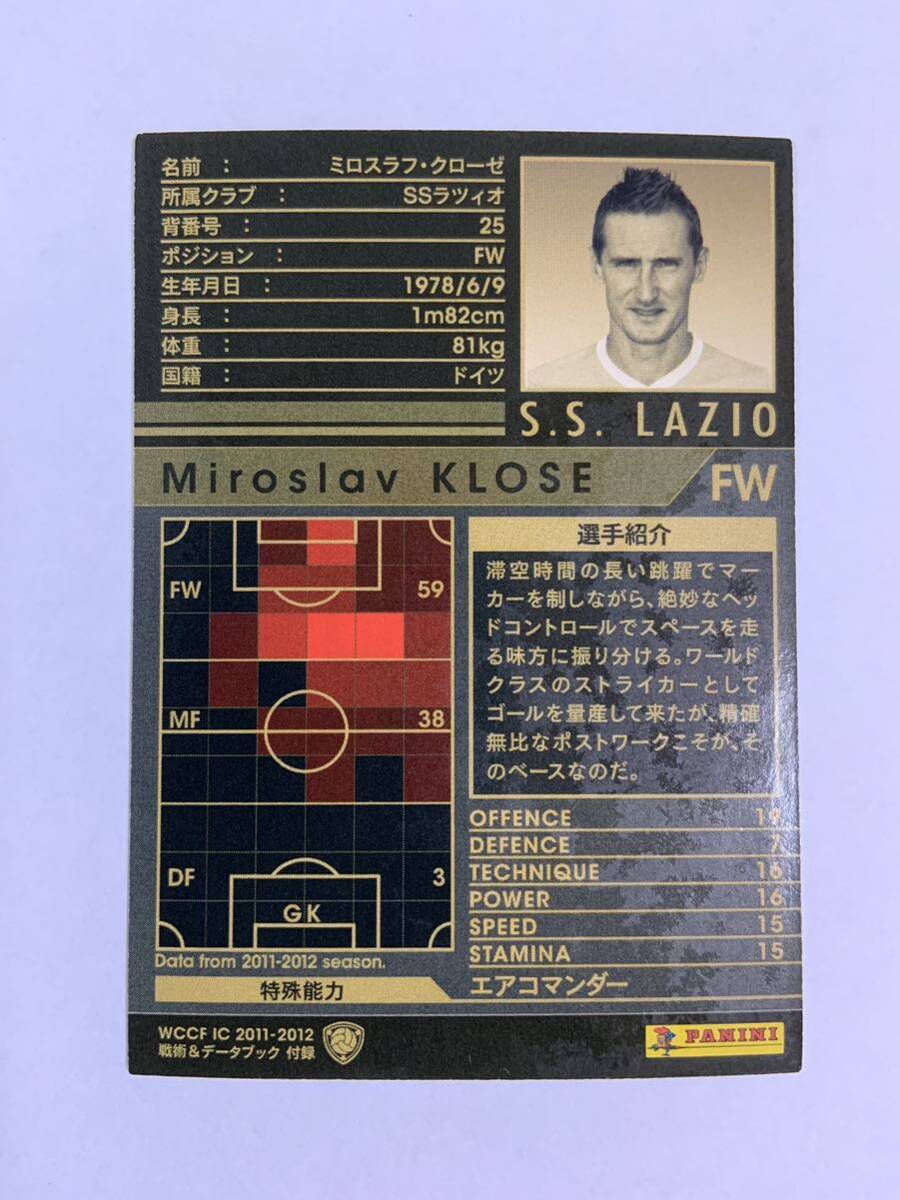 名前 : ミロスラフ・クローゼ
所属クラブ : SSラツィオ
背番号 : 25
ポジション : FW
生年月日 : 1978/6/9
身長 : 1m82cm
体重 : 81kg
国籍 : ドイツ
S.S. LAZIO
Miroslav KLOSE FW
FW 59
MF 38
DF 3
GK
Data from 2011-2012 season.
選手紹介
滞空時間の長い跳躍でマー
カーを制しながら、絶妙なヘッ
ドコントロールでスペースを走
る味方に振り分ける。ワールド
クラスのストライカーとして
ゴールを量産して来たが、精確
無比なポストワークこそが、そ
のベースなのだ。
OFFENCE 19
DEFENCE 7
TECHNIQUE 16
POWER 16
SPEED 15
STAMINA 15
特殊能力 エアコマンダー
WCCF IC 2011-2012
戦術&データブック 付録
PANINI